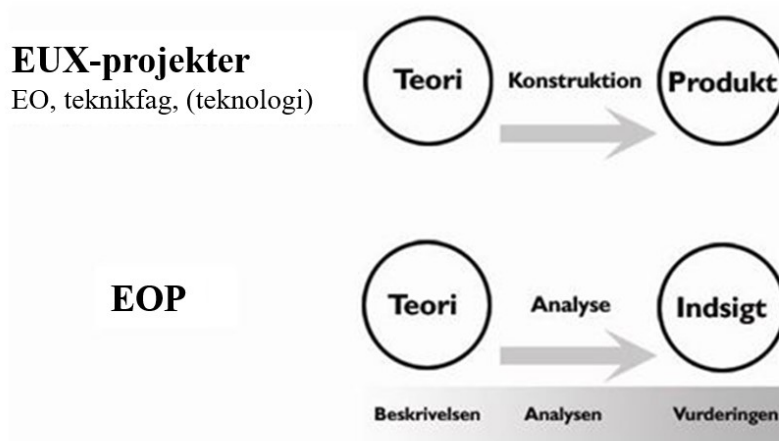 EUX-projekter
EO, teknikfag, (teknologi)
Teori
Konstruktion
Produkt
EOP
Teori
Analyse
Indsigt
Beskrivelsen
Analysen
Vurderingen